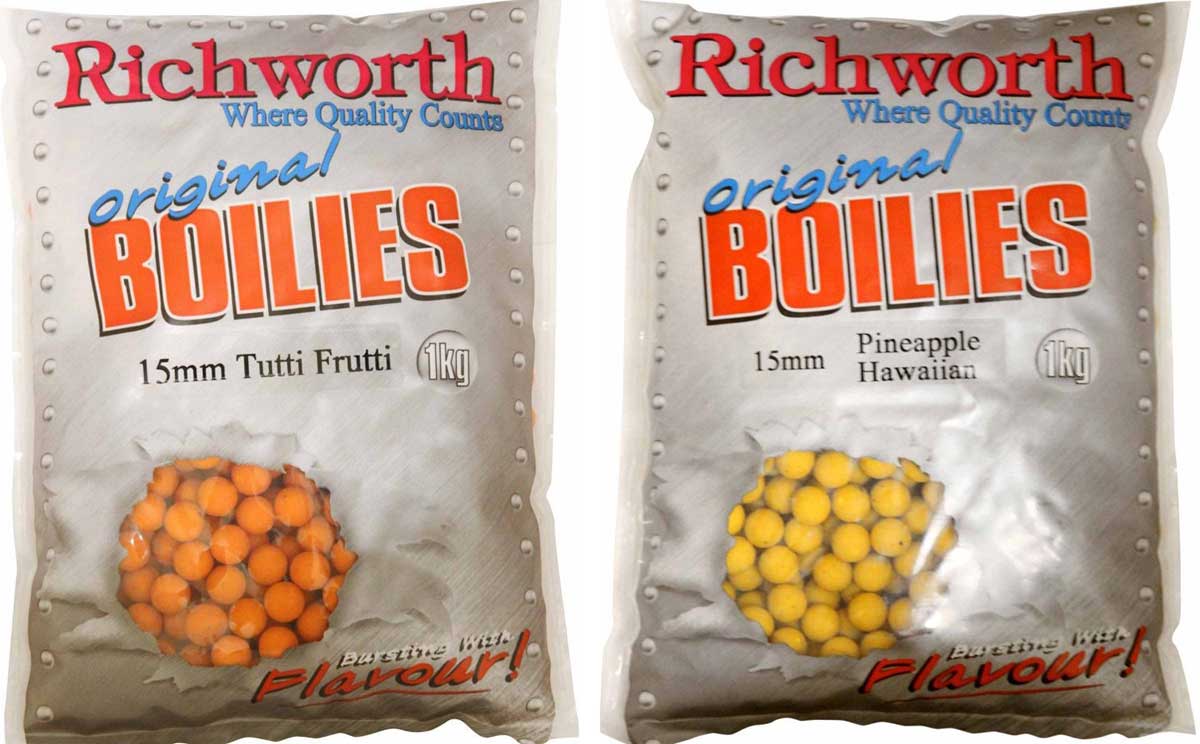 Richworth
Where Quality Counts
original
BOILIES
15mm Tutti Frutti
1kg
Bursting With
Flavour!
Richworth
Where Quality Counts
original
BOILIES
15mm
Pineapple
Hawaiian
1kg
Bursting With
Flavour!